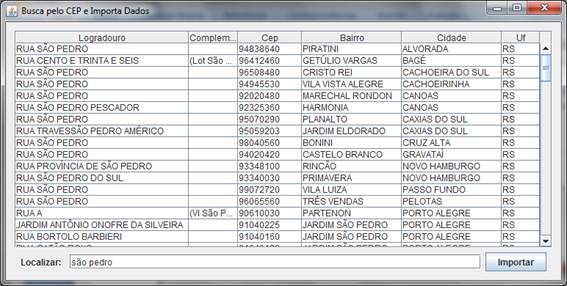 Busca pelo CEP e Importa Dados
Logradouro Complem... Cep Bairro Cidade Uf
RUA SÃO PEDRO 94838640 PIRATINI ALVORADA RS
RUA CENTO E TRINTA E SEIS (Lot São ... 96412460 GETÚLIO VARGAS BAGÉ RS
RUA SÃO PEDRO 96508480 CRISTO REI CACHOEIRA DO SUL RS
RUA SÃO PEDRO 94945530 VILA VISTA ALEGRE CACHOEIRINHA RS
RUA SÃO PEDRO 92020480 MARECHAL RONDON CANOAS RS
RUA SÃO PEDRO PESCADOR 92325360 HARMONIA CANOAS RS
RUA SÃO PEDRO 95070290 PLANALTO CAXIAS DO SUL RS
RUA TRAVESSÃO PEDRO AMÉRICO 95059203 JARDIM ELDORADO CAXIAS DO SUL RS
RUA SÃO PEDRO 98040560 BONINI CRUZ ALTA RS
RUA SÃO PEDRO 94020420 CASTELO BRANCO GRAVATAÍ RS
RUA PROVÍNCIA DE SÃO PEDRO 93348100 RINCÃO NOVO HAMBURGO RS
RUA SÃO PEDRO DO SUL 93340030 PRIMAVERA NOVO HAMBURGO RS
RUA SÃO PEDRO 99072720 VILA LUIZA PASSO FUNDO RS
RUA SÃO PEDRO 96065560 TRÊS VENDAS PELOTAS RS
RUA A (Vl São P... 90610030 PARTENON PORTO ALEGRE RS
JARDIM ANTÔNIO ONOFRE DA SILVEIRA 91040225 JARDIM SÃO PEDRO PORTO ALEGRE RS
RUA BORTOLO BARBIERI 91040160 JARDIM SÃO PEDRO PORTO ALEGRE RS
Localizar: são pedro Importar